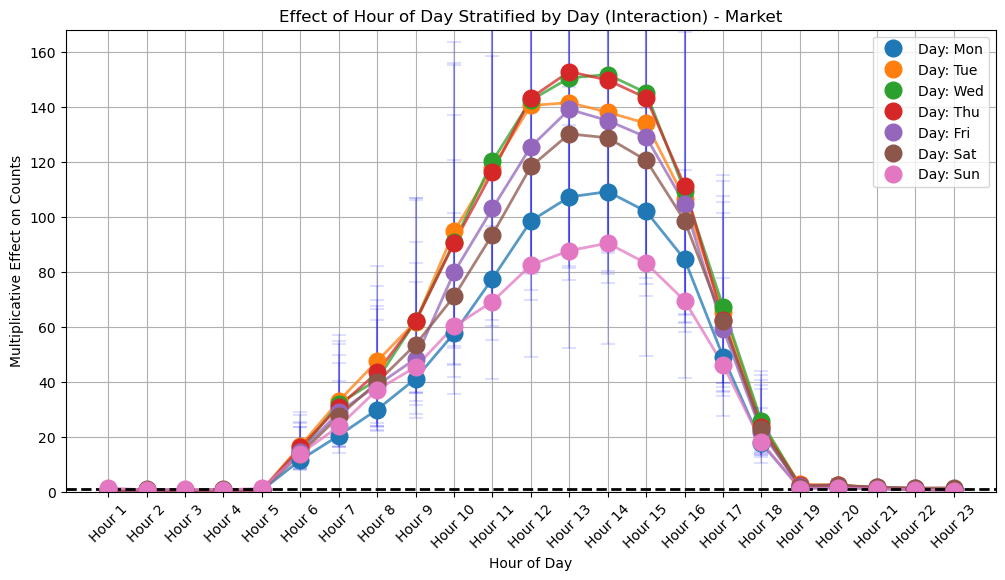 Effect of Hour of Day Stratified by Day (Interaction) - Market
Multiplicative Effect on Counts
160
140
120
100
80
60
40
20
0
Day: Mon
Day: Tue
Day: Wed
Day: Thu
Day: Fri
Day: Sat
Day: Sun
Hour 1
Hour 2
Hour 3
Hour 4
Hour 5
Hour 6
Hour 7
Hour 8
Hour 9
Hour 10
Hour 11
Hour 12
Hour 13
Hour 14
Hour 15
Hour 16
Hour 17
Hour 18
Hour 19
Hour 20
Hour 21
Hour 22
Hour 23
Hour of Day